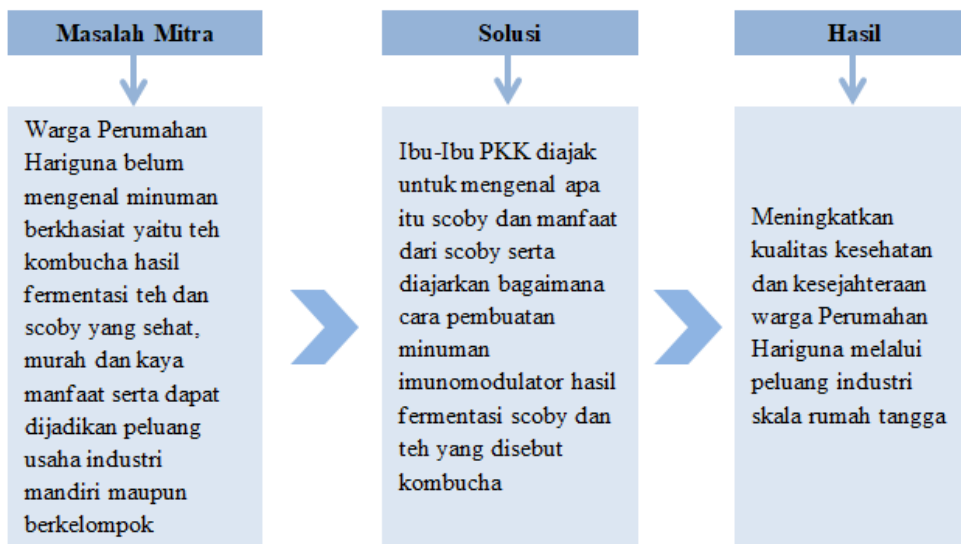 Masalah Mitra
Warga Perumahan
Hariguna belum
mengenal minuman
berkhasiat yaitu teh
kombucha hasil
fermentasi teh dan
scoby yang sehat,
murah dan kaya
manfaat serta dapat
dijadikan peluang
usaha industri
mandiri maupun
berkelompok
Solusi
Ibu-Ibu PKK diajak
untuk mengenal apa
itu scoby dan manfaat
dari scoby serta
diajarkan bagaimana
cara pembuatan
minuman
imunomodulator hasil
fermentasi scoby dan
teh yang disebut
kombucha
Hasil
Meningkatkan
kualitas kesehatan
dan kesejahteraan
warga Perumahan
Hariguna melalui
peluang industri
skala rumah tangga